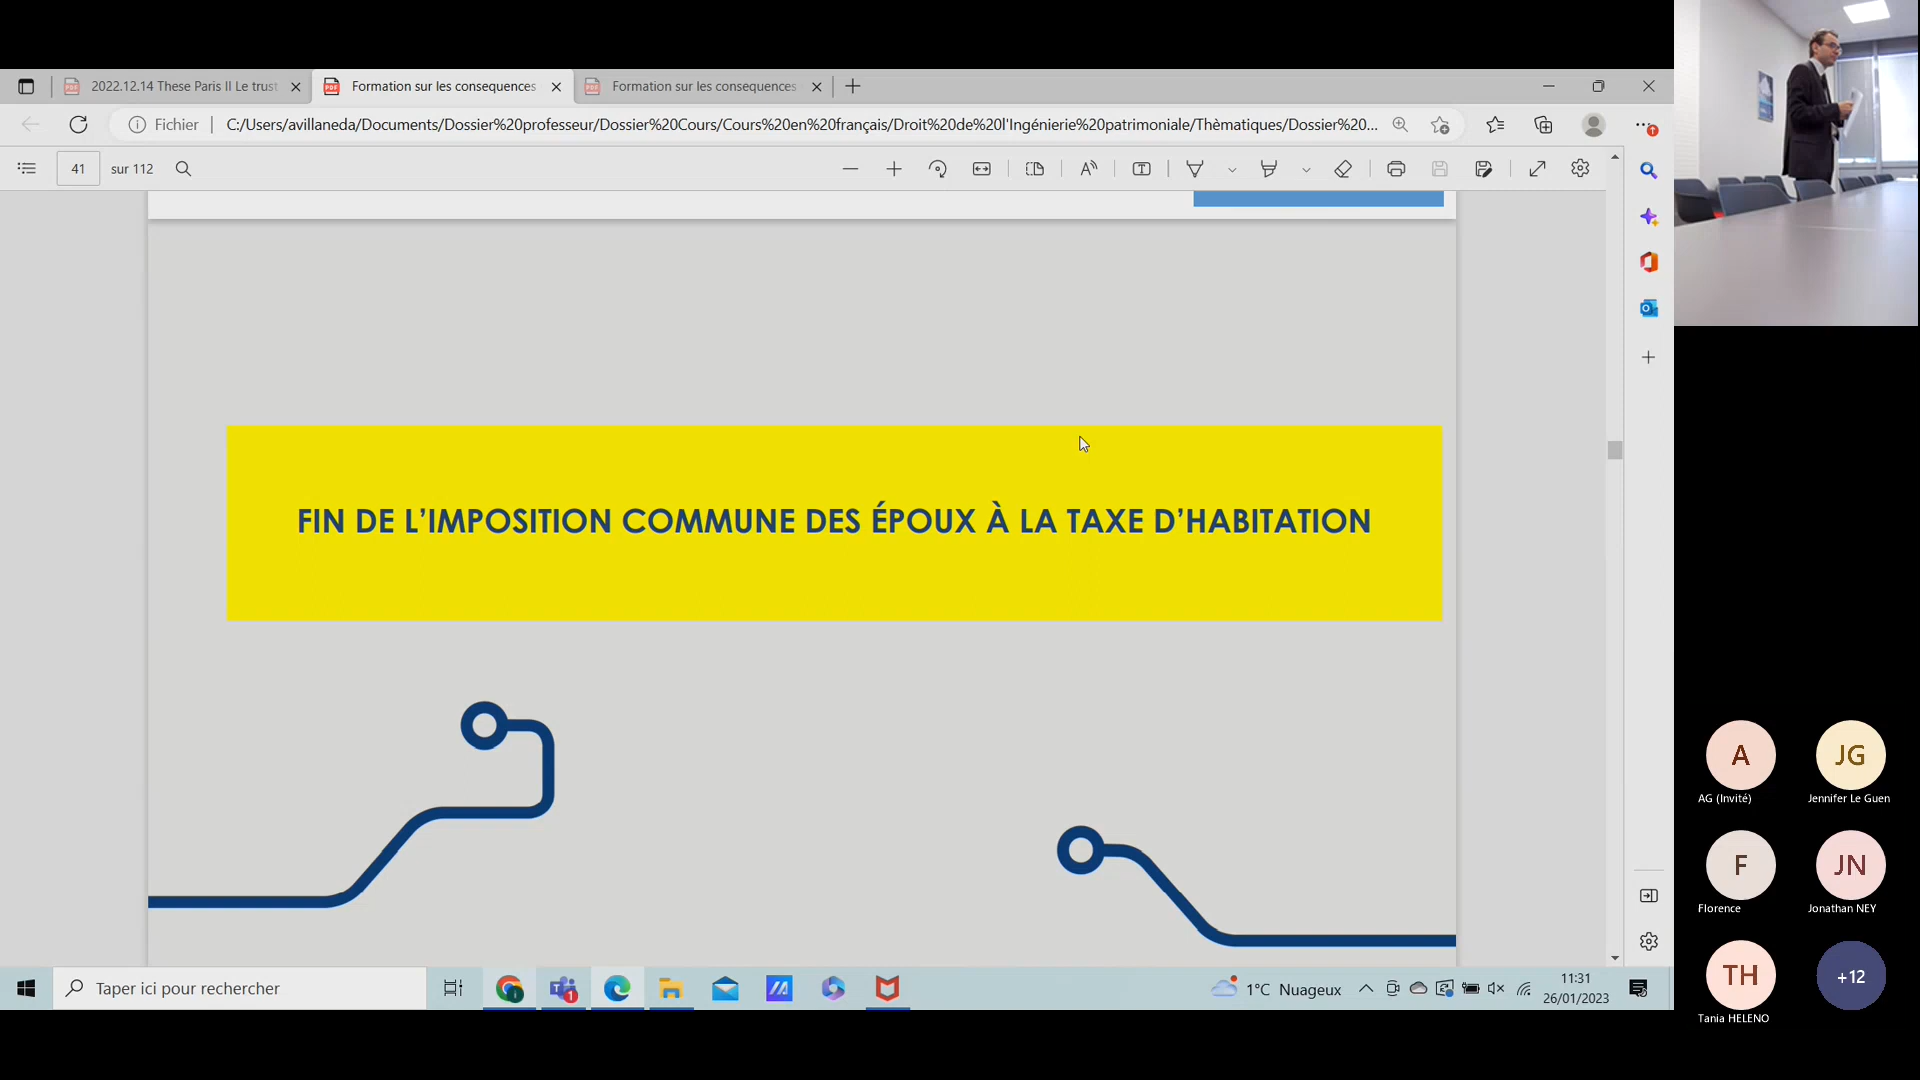 2022.12.14 These Paris II Le trust
Formation sur les consequences
Formation sur les consequences
Fichier
C:/Users/avillaneda/Documents/Dossier%20professeur/Dossier%20Cours/Cours%20en%20français/Droit%20de%20l'Ingénierie%20patrimoniale/Thèmatiques/Dossier%20...
41 sur 112
FIN DE L’IMPOSITION COMMUNE DES ÉPOUX À LA TAXE D’HABITATION
A
AG (Invité)
JG
Jennifer Le Guen
F
Florence
JN
Jonathan NEY
TH
Tania HELENO
+12
Taper ici pour rechercher
1
1°C Nuageux
11:31
26/01/2023